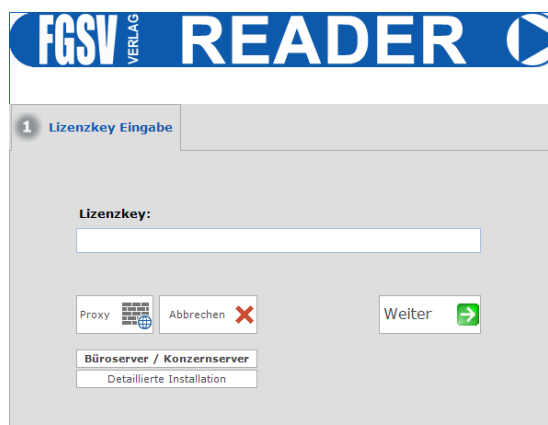 FGSV VERLAG READER
1 Lizenzkey Eingabe
Lizenzkey:
Proxy Abbrechen Weiter
Büroserver / Konzernserver
Detaillierte Installation